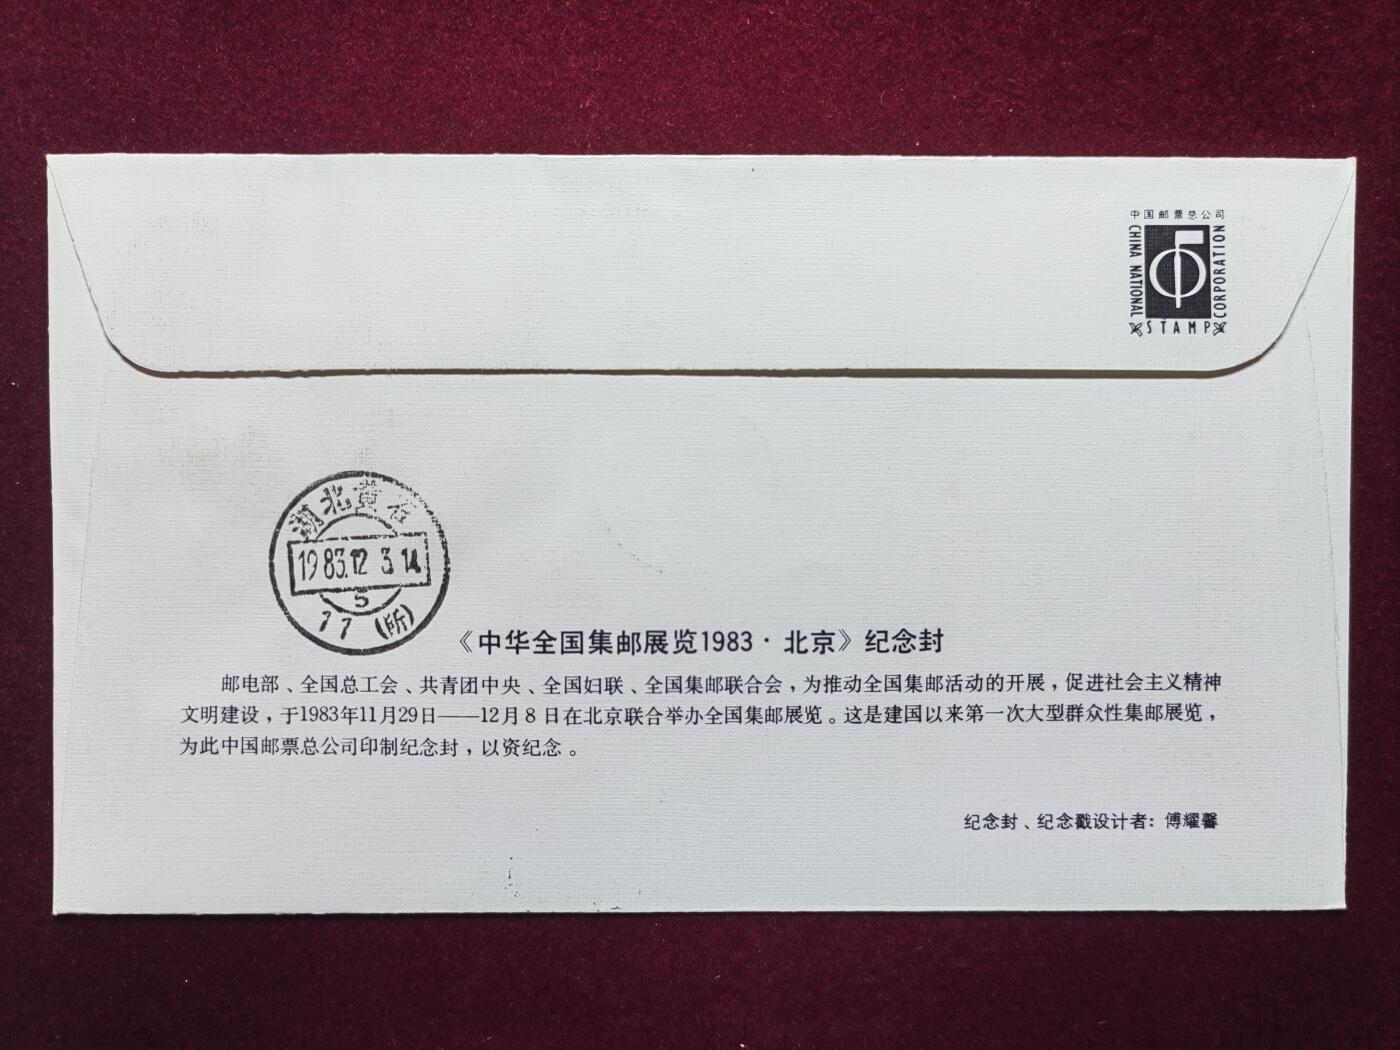 中国邮票总公司
CHINA NATIONAL
STAMP
CORPORATION
湖北黄石
1983.12 3 14
5
11 (所)
《中华全国集邮展览1983·北京》纪念封
邮电部、全国总工会、共青团中央、全国妇联、全国集邮联合会，为推动全国集邮活动的开展，促进社会主义精神
文明建设，于1983年11月29日——12月8日在北京联合举办全国集邮展览。这是建国以来第一次大型群众性集邮展览，
为此中国邮票总公司印制纪念封，以资纪念。
纪念封、纪念戳设计者：傅耀馨